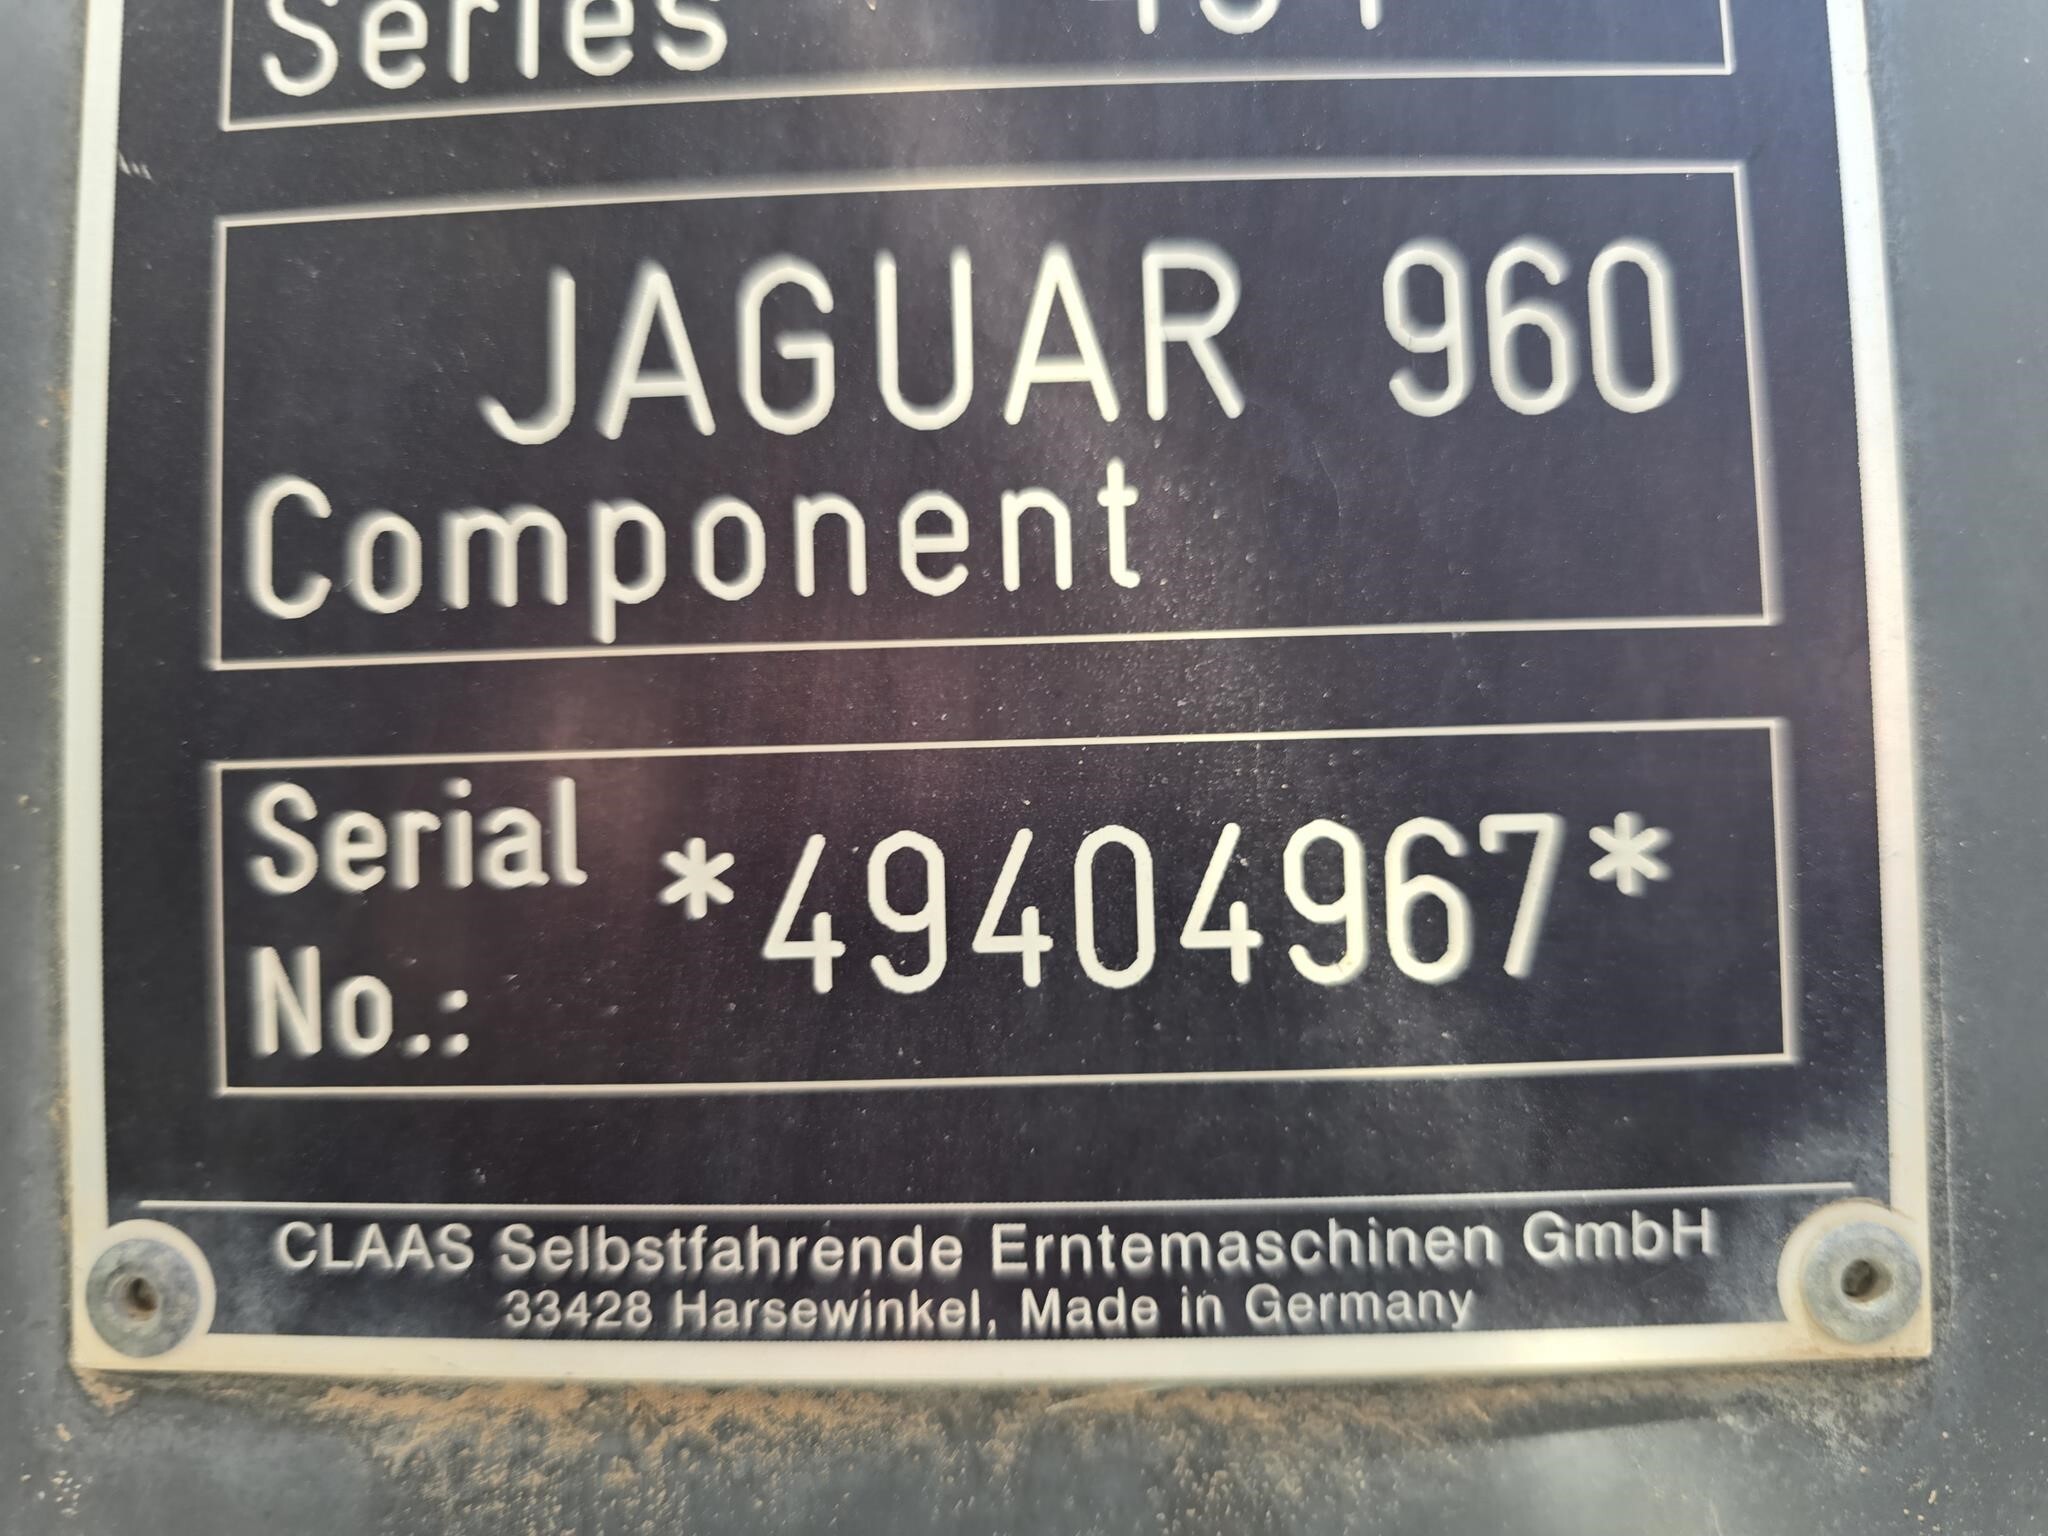 Series
JAGUAR 960
Component
Serial *49404967*
No.:
CLAAS Selbstfahrende Erntemaschinen GmbH
33428 Harsewinkel, Made in Germany